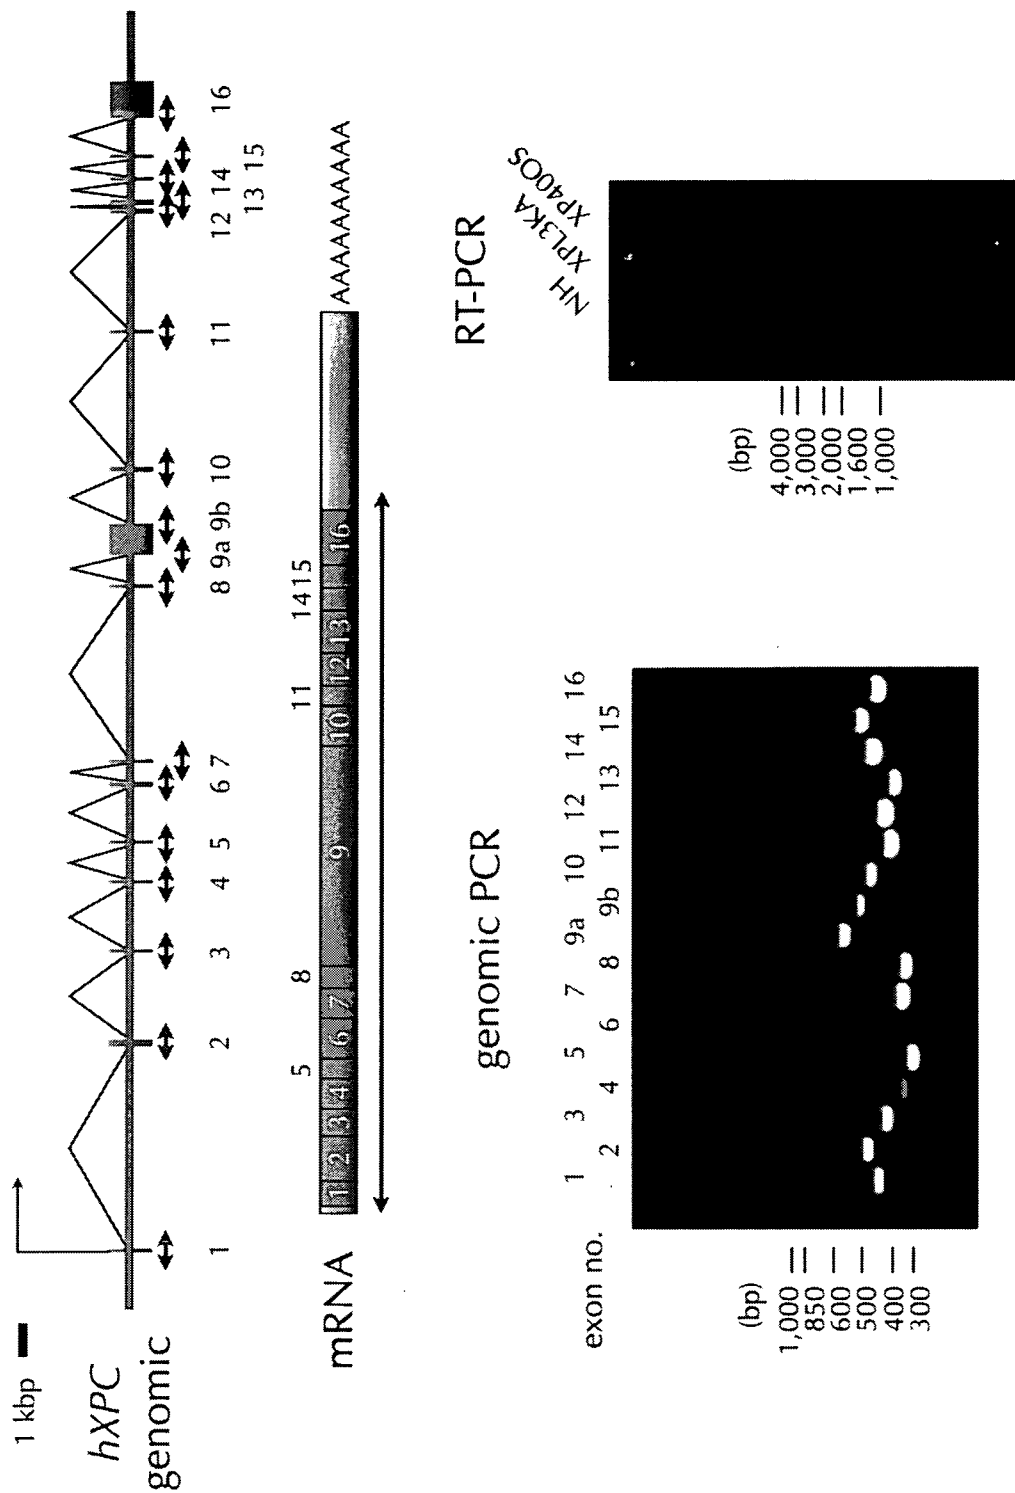 1 kbp
hXPC
genomic
1 2 3 4 5 6 7 8 9a 9b 10 11 12 14 16
13 15
5 8 11 14 15
mRNA
1 2 3 4 6 7 9 10 12 13 16
AAAAAAAAAAA
genomic PCR
exon no.
1 3 4 5 6 7 8 9a 10 12 14 16
2 9b 11 13 15
(bp)
1,000
850
600
500
400
300
RT-PCR
NH
XPL3KA
XP40OS
(bp)
4,000
3,000
2,000
1,600
1,000